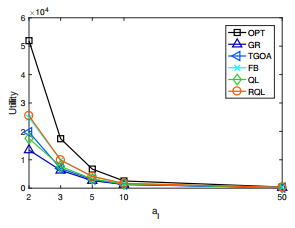 ×10⁴
6
5
4
3
2
1
0
Utility
2 3 5 10 50
a_l
OPT
GR
TGOA
FB
QL
RQL